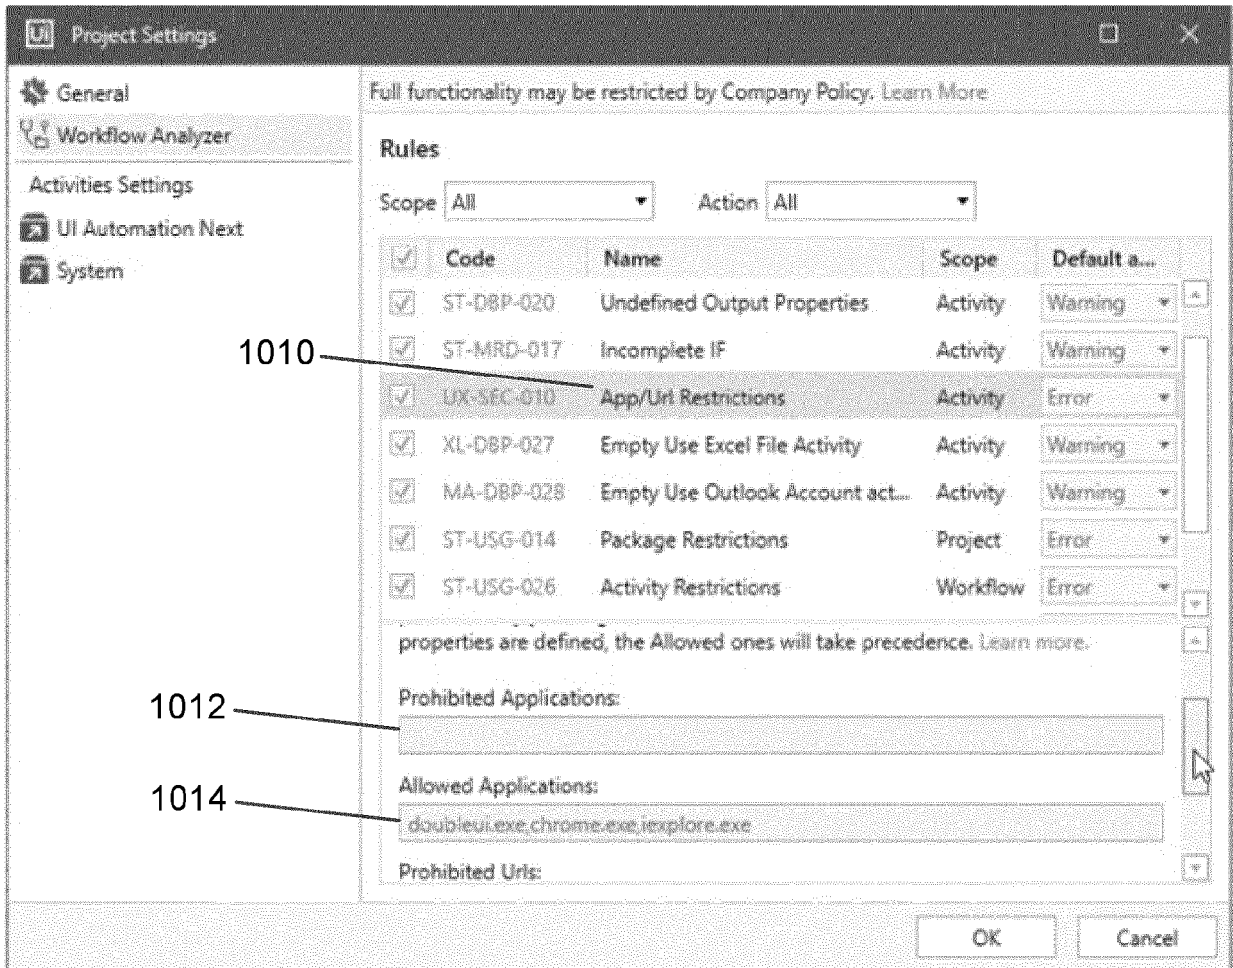 Ui Project Settings
General
Workflow Analyzer
Activities Settings
UI Automation Next
System
Full functionality may be restricted by Company Policy. Learn More
Rules
Scope All Action All
Code Name Scope Default a...
ST-DBP-020 Undefined Output Properties Activity Warning
ST-MRD-017 Incomplete IF Activity Warning
1010
UX-SEC-010 App/Url Restrictions Activity Error
XL-DBP-027 Empty Use Excel File Activity Activity Warning
MA-DBP-028 Empty Use Outlook Account act... Activity Warning
ST-USG-014 Package Restrictions Project Error
ST-USG-026 Activity Restrictions Workflow Error
properties are defined, the Allowed ones will take precedence. Learn more.
Prohibited Applications:
1012
Allowed Applications:
1014
doubleui.exe,chrome.exe,iexplore.exe
Prohibited Urls:
OK Cancel